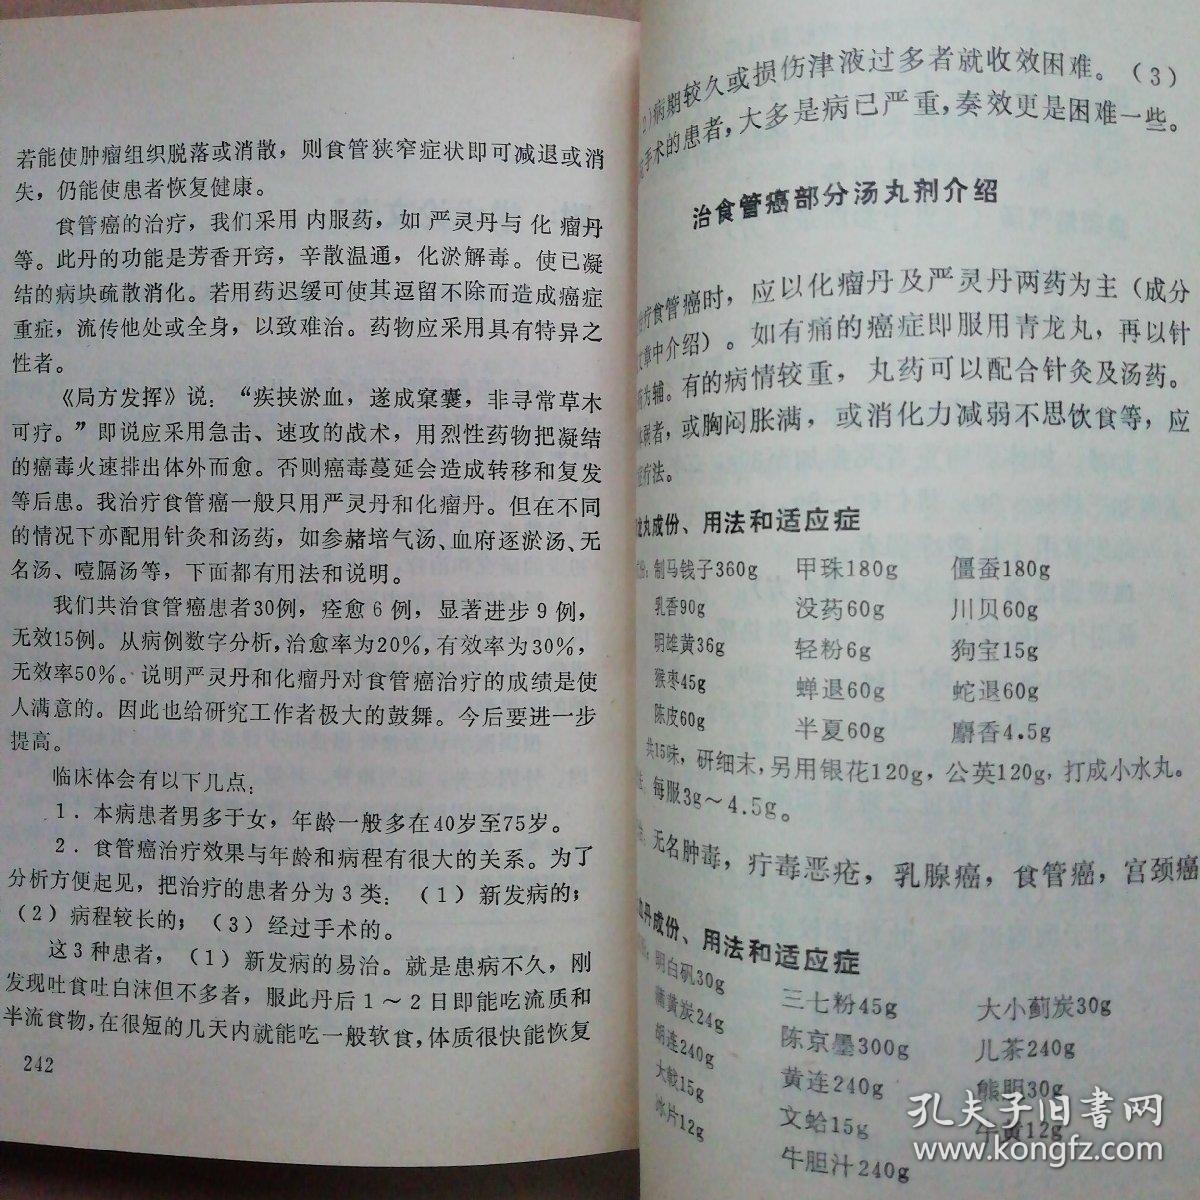 若能使肿瘤组织脱落或消散，则食管狭窄症状即可减退或消
失，仍能使患者恢复健康。
食管癌的治疗，我们采用内服药，如严灵丹与化瘤丹
等。此丹的功能是芳香开窍，辛散温通，化淤解毒。使已凝
结的病块疏散消化。若用药迟缓可使其逗留不除而造成癌症
重症，流传他处或全身，以致难治。药物应采用具有特异之
性者。
《局方发挥》说：“疾挟淤血，遂成窠囊，非寻常草木
可疗。”即说应采用急击、速攻的战术，用烈性药物把凝结
的癌毒火速排出体外而愈。否则癌毒蔓延会造成转移和复发
等后患。我治疗食管癌一般只用严灵丹和化瘤丹。但在不同
的情况下亦配用针灸和汤药，如参赭培气汤、血府逐淤汤、无
名汤、噎膈汤等，下面都有用法和说明。
我们共治食管癌患者30例，痊愈6例，显著进步9例，
无效15例。从病例数字分析，治愈率为20%，有效率为30%，
无效率50%。说明严灵丹和化瘤丹对食管癌治疗的成绩是使
人满意的。因此也给研究工作者极大的鼓舞。今后要进一步
提高。
临床体会有以下几点：
1．本病患者男多于女，年龄一般多在40岁至75岁。
2．食管癌治疗效果与年龄和病程有很大的关系。为了
分析方便起见，把治疗的患者分为3类：（1）新发病的；
（2）病程较长的；（3）经过手术的。
这3种患者，（1）新发病的易治。就是患病不久，刚
发现吐食吐白沫但不多者，服此丹后1～2日即能吃流质和
半流食物，在很短的几天内就能吃一般软食，体质很快能恢复
242
2）病期较久或损伤津液过多者就收效困难。（3）
手术的患者，大多是病已严重，奏效更是困难一些。
治食管癌部分汤丸剂介绍
疗食管癌时，应以化瘤丹及严灵丹两药为主（成分
章中介绍）。如有痛的癌症即服用青龙丸，再以针
为辅。有的病情较重，丸药可以配合针灸及汤药。
者，或胸闷胀满，或消化力减弱不思饮食等，应
疗法。
丸成份、用法和适应症
制马钱子360g 甲珠180g 僵蚕180g
乳香90g 没药60g 川贝60g
明雄黄36g 轻粉6g 狗宝15g
猴枣45g 蝉退60g 蛇退60g
陈皮60g 半夏60g 麝香4.5g
共15味，研细末，另用银花120g，公英120g，打成小水丸。
每服3g～4.5g。
无名肿毒，疔毒恶疮，乳腺癌，食管癌，宫颈癌
丹成份、用法和适应症
明白矾30g 三七粉45g 大小蓟炭30g
蒲黄炭24g 陈京墨300g 儿茶240g
胡连240g 黄连240g 熊胆30g
大戟15g 文蛤15g 牛黄12g
冰片12g 牛胆汁240g
孔夫子旧书网
www.kongfz.com